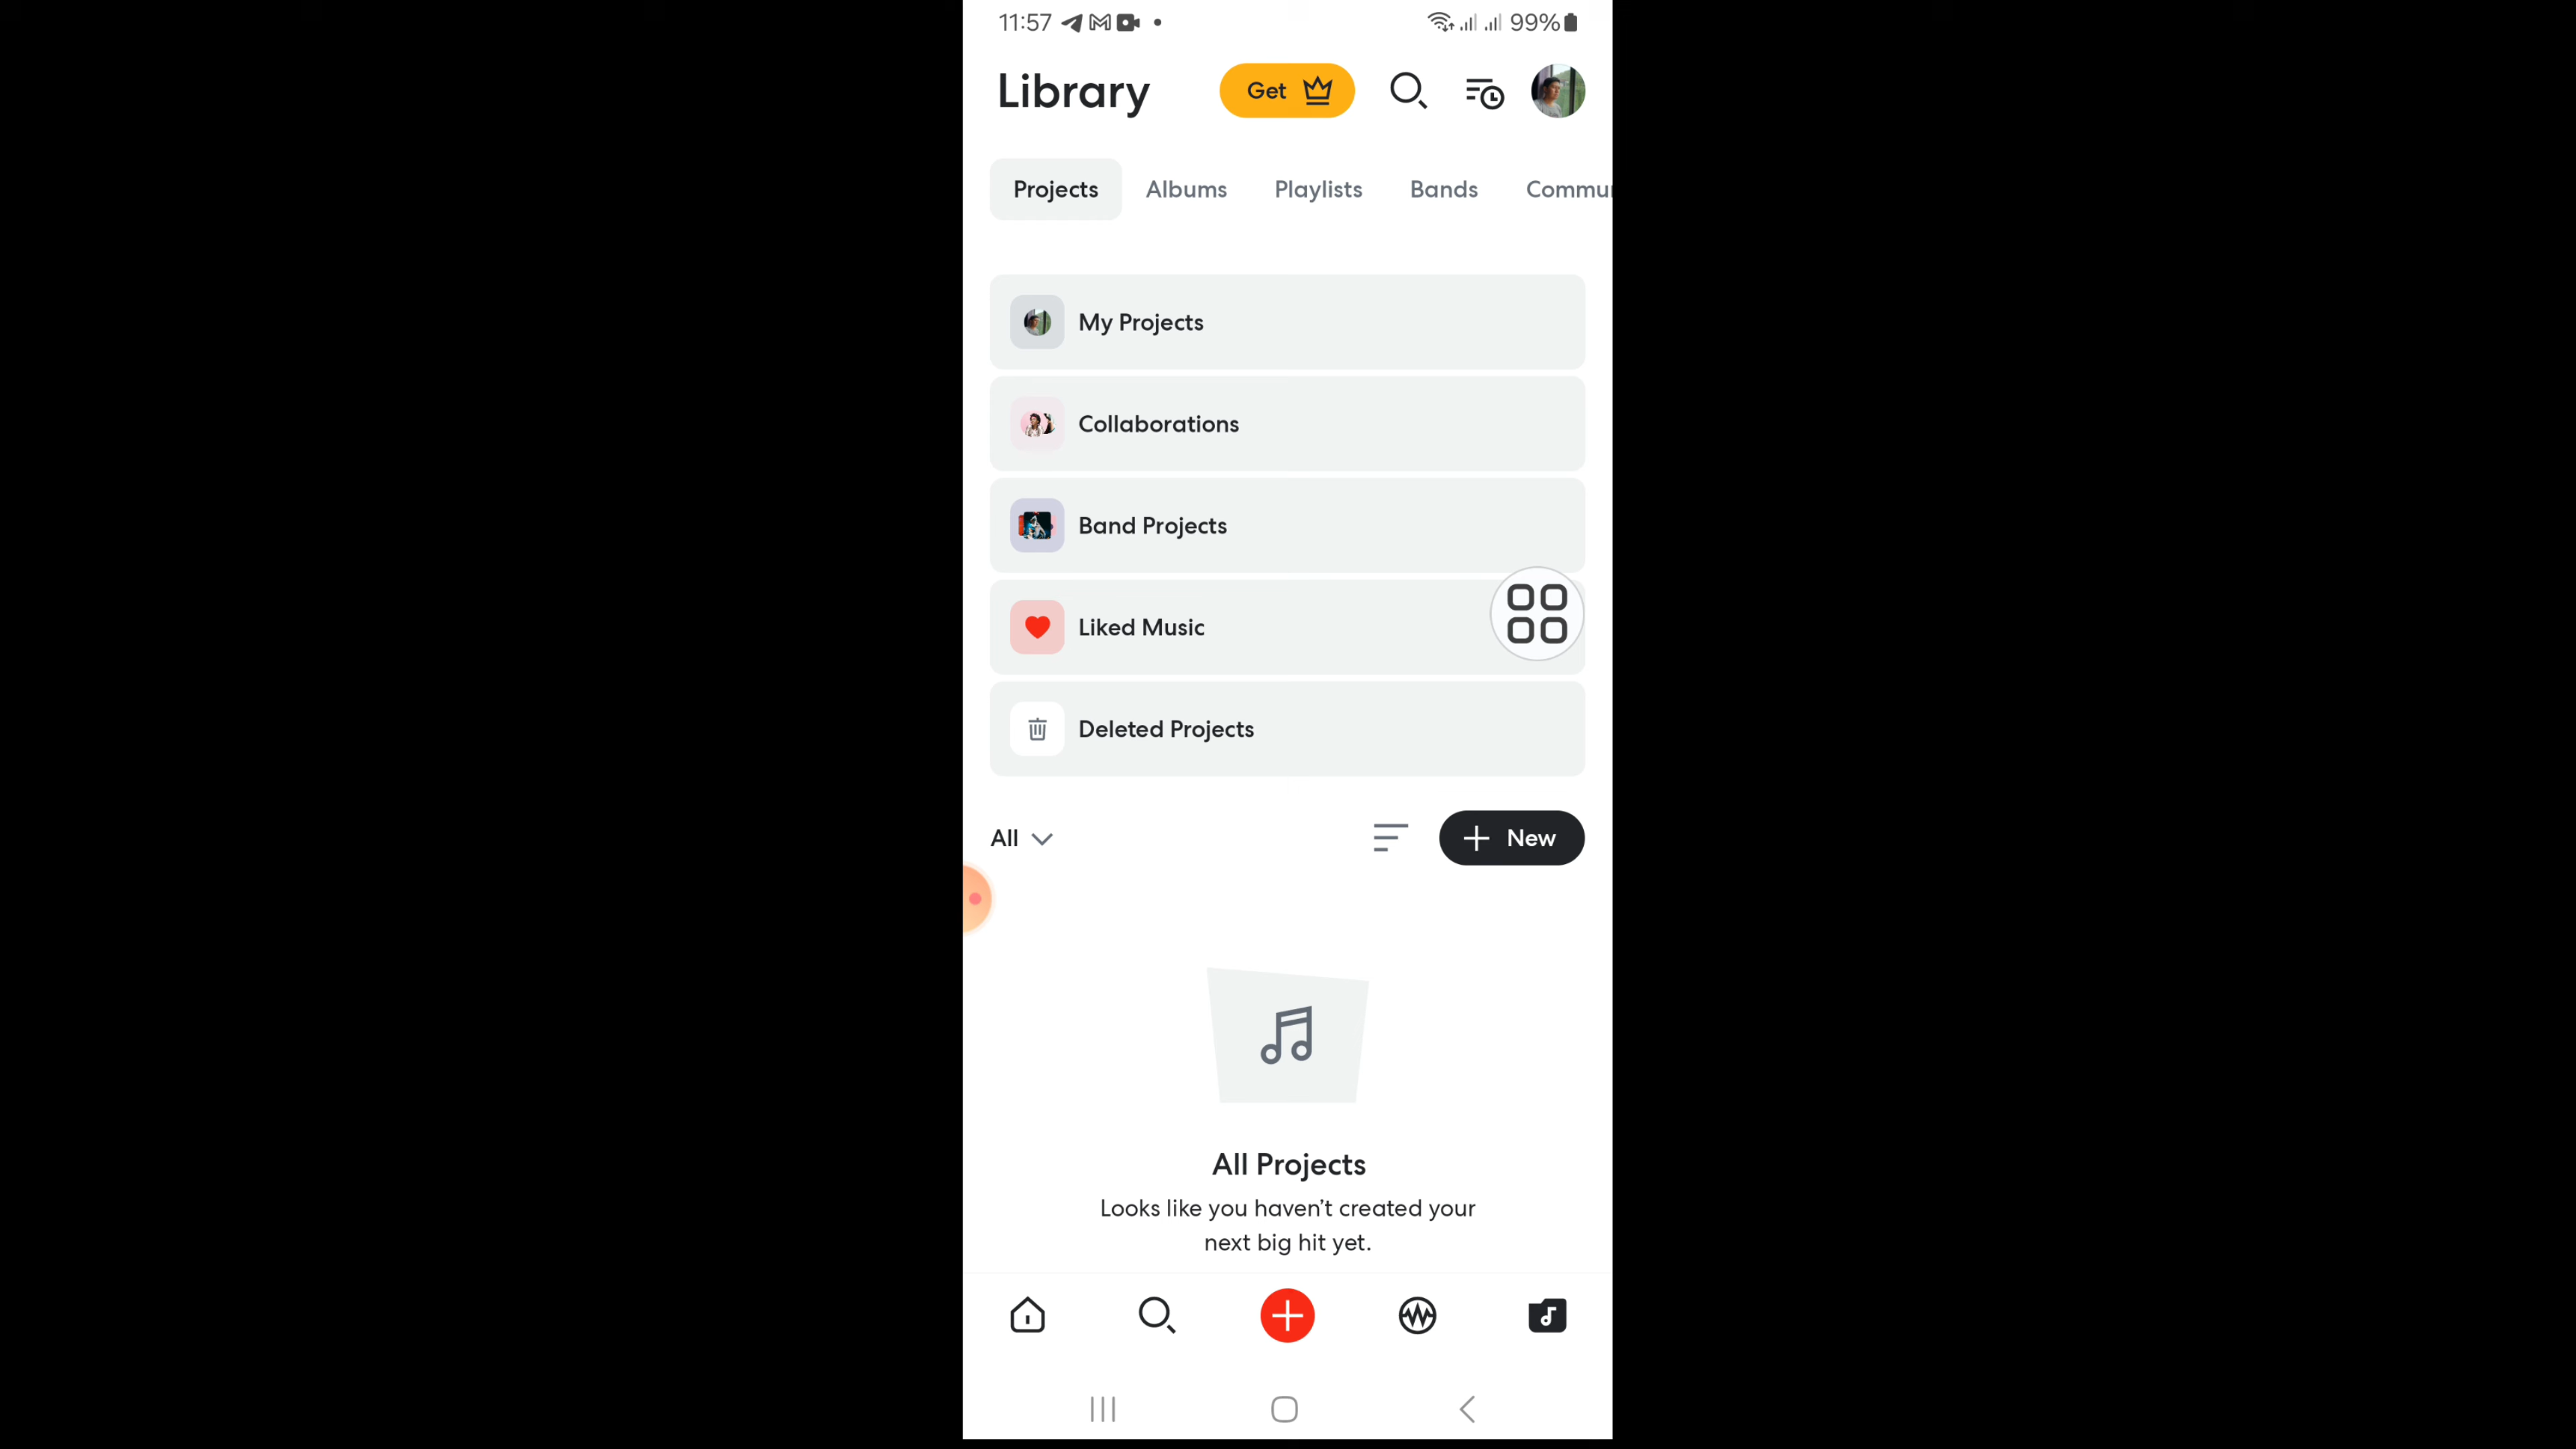 11:57 99%
Library Get
Projects Albums Playlists Bands Commu
My Projects
Collaborations
Band Projects
Liked Music
Deleted Projects
All New
All Projects
Looks like you haven't created your
next big hit yet.